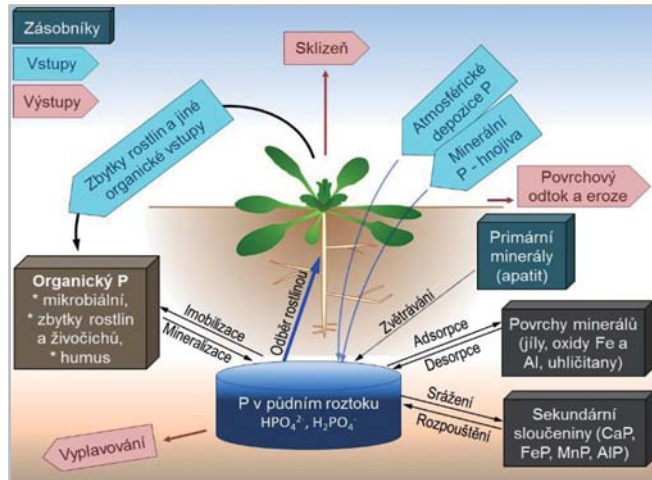 Zásobníky
Vstupy
Výstupy
Sklizeň
Zbytky rostlin a jiné
organické vstupy
Atmosférické
depozice P
Minerální
P - hnojiva
Povrchový
odtok a eroze
Primární
minerály
(apatit)
Organický P
* mikrobiální,
* zbytky rostlin
a živočichů,
* humus
Imobilizace
Mineralizace
Odběr rostlinou
Zvětrávání
Adsorpce
Desorpce
Povrchy minerálů
(jíly, oxidy Fe a
Al, uhličitany)
P v půdním roztoku
HPO₄²⁻, H₂PO₄⁻
Srážení
Rozpouštění
Sekundární
sloučeniny (CaP,
FeP, MnP, AlP)
Vyplavování